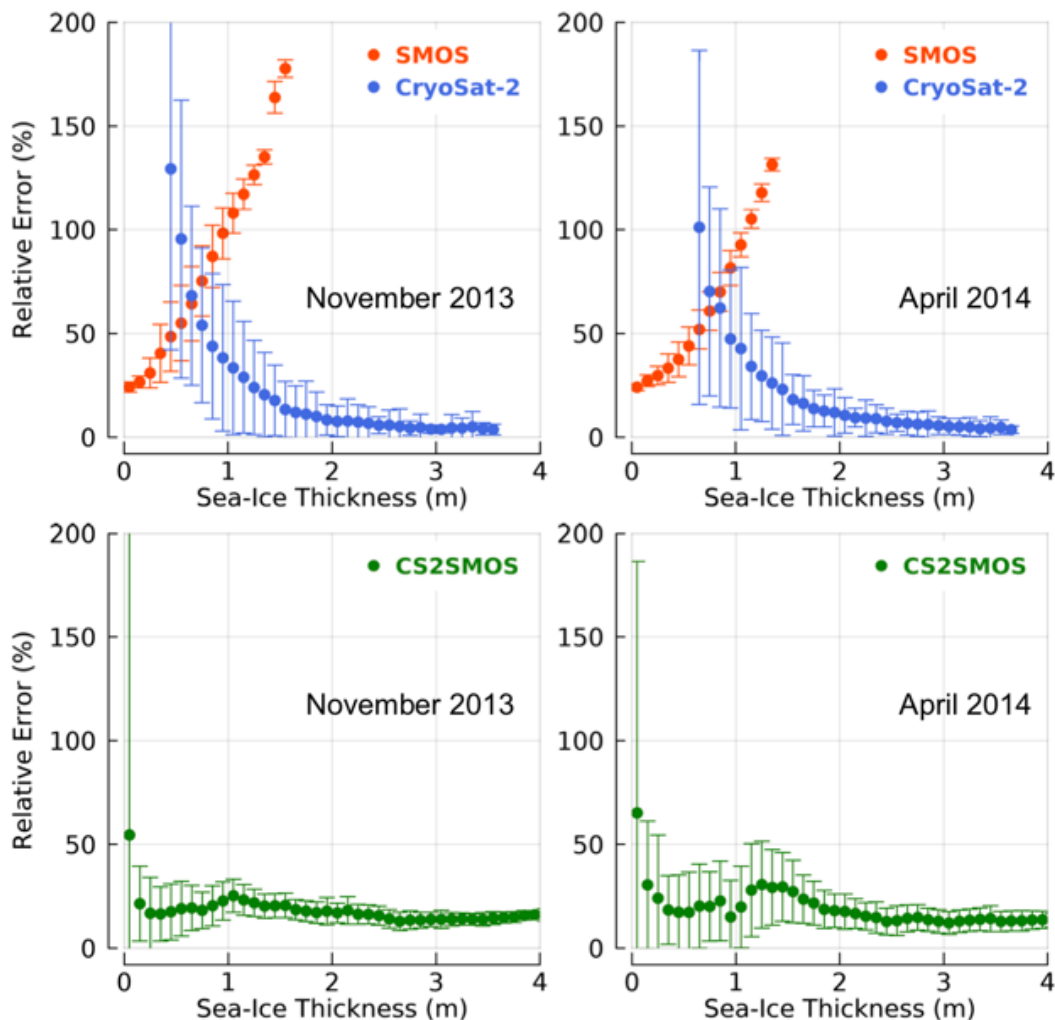 200
150
100
50
0
Relative Error (%)
SMOS
CryoSat-2
November 2013
0 1 2 3 4
Sea-Ice Thickness (m)
200
150
100
50
0
SMOS
CryoSat-2
April 2014
0 1 2 3 4
Sea-Ice Thickness (m)
200
150
100
50
0
Relative Error (%)
CS2SMOS
November 2013
0 1 2 3 4
Sea-Ice Thickness (m)
200
150
100
50
0
CS2SMOS
April 2014
0 1 2 3 4
Sea-Ice Thickness (m)